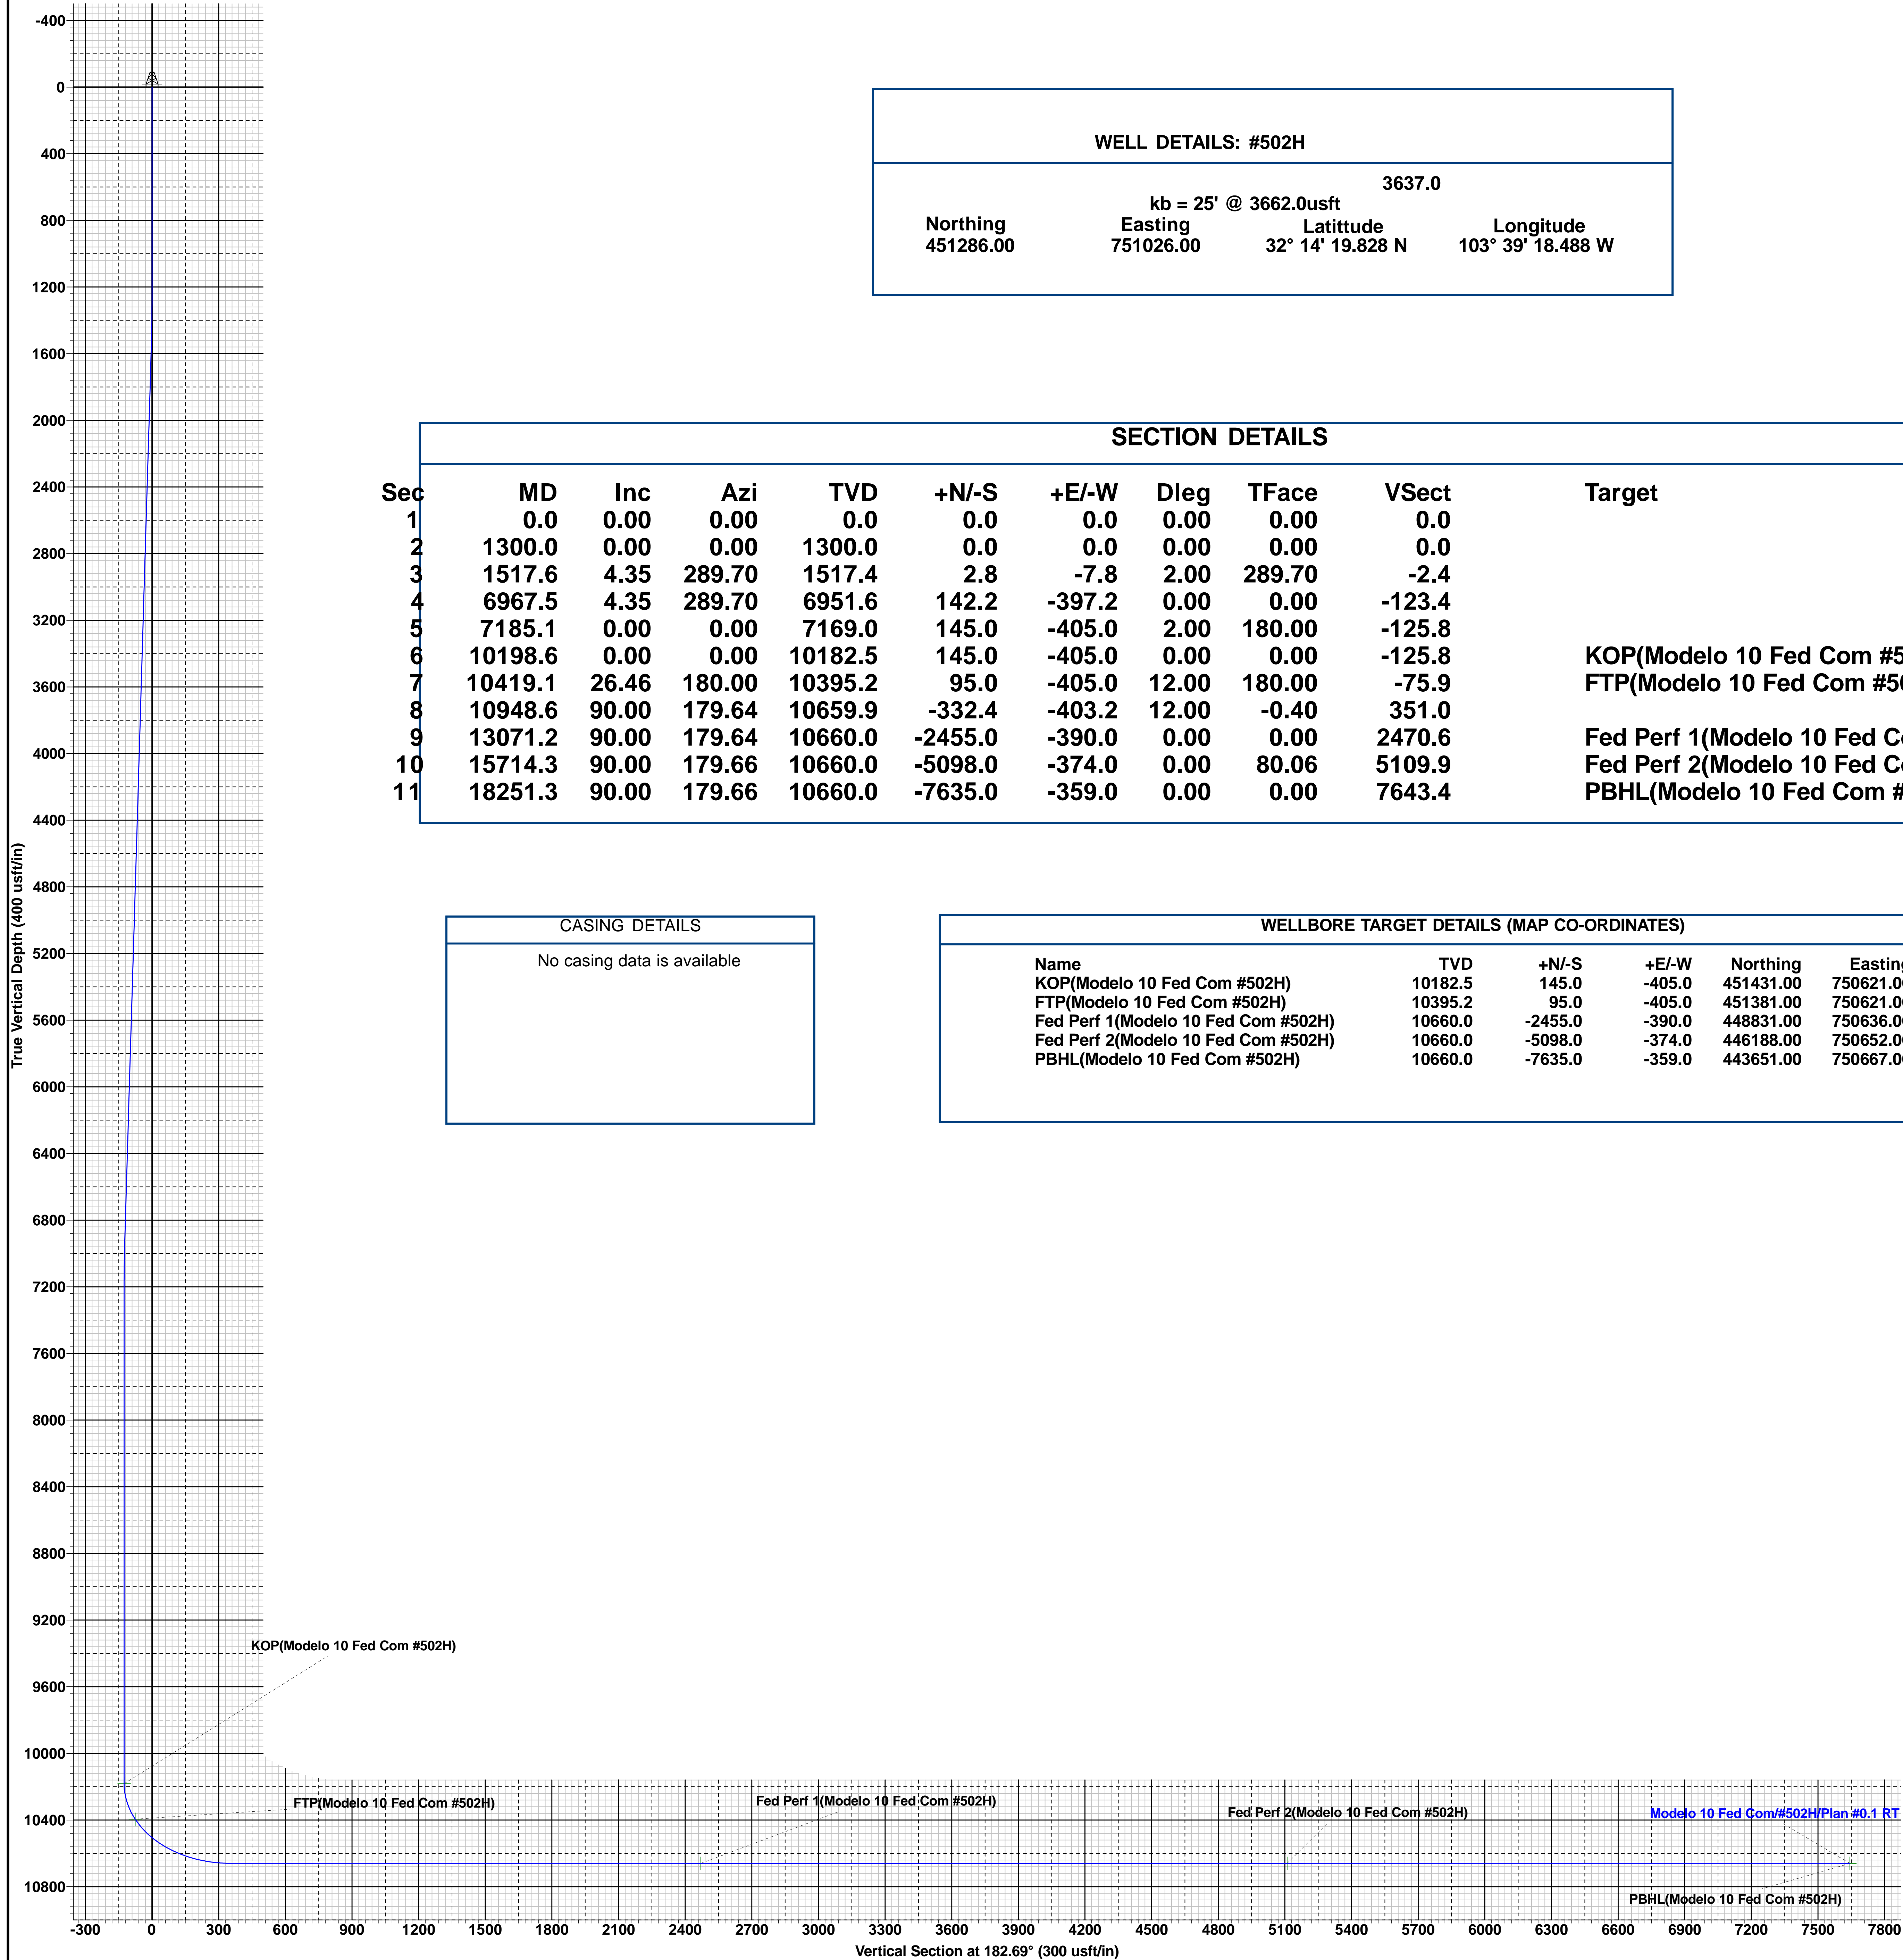 WELL DETAILS: #502H
3637.0
kb = 25' @ 3662.0usft
Northing Easting Latittude Longitude
451286.00 751026.00 32° 14' 19.828 N 103° 39' 18.488 W
SECTION DETAILS
Sec MD Inc Azi TVD +N/-S +E/-W Dleg TFace VSect Target
1 0.0 0.00 0.00 0.0 0.0 0.0 0.00 0.00 0.0
2 1300.0 0.00 0.00 1300.0 0.0 0.0 0.00 0.00 0.0
3 1517.6 4.35 289.70 1517.4 2.8 -7.8 2.00 289.70 -2.4
4 6967.5 4.35 289.70 6951.6 142.2 -397.2 0.00 0.00 -123.4
5 7185.1 0.00 0.00 7169.0 145.0 -405.0 2.00 180.00 -125.8
6 10198.6 0.00 0.00 10182.5 145.0 -405.0 0.00 0.00 -125.8 KOP(Modelo 10 Fed Com #5
7 10419.1 26.46 180.00 10395.2 95.0 -405.0 12.00 180.00 -75.9 FTP(Modelo 10 Fed Com #50
8 10948.6 90.00 179.64 10659.9 -332.4 -403.2 12.00 -0.40 351.0
9 13071.2 90.00 179.64 10660.0 -2455.0 -390.0 0.00 0.00 2470.6 Fed Perf 1(Modelo 10 Fed Co
10 15714.3 90.00 179.66 10660.0 -5098.0 -374.0 0.00 80.06 5109.9 Fed Perf 2(Modelo 10 Fed Co
11 18251.3 90.00 179.66 10660.0 -7635.0 -359.0 0.00 0.00 7643.4 PBHL(Modelo 10 Fed Com #
CASING DETAILS
No casing data is available
WELLBORE TARGET DETAILS (MAP CO-ORDINATES)
Name TVD +N/-S +E/-W Northing Easting
KOP(Modelo 10 Fed Com #502H) 10182.5 145.0 -405.0 451431.00 750621.00
FTP(Modelo 10 Fed Com #502H) 10395.2 95.0 -405.0 451381.00 750621.00
Fed Perf 1(Modelo 10 Fed Com #502H) 10660.0 -2455.0 -390.0 448831.00 750636.00
Fed Perf 2(Modelo 10 Fed Com #502H) 10660.0 -5098.0 -374.0 446188.00 750652.00
PBHL(Modelo 10 Fed Com #502H) 10660.0 -7635.0 -359.0 443651.00 750667.00
True Vertical Depth (400 usft/in)
-400
0
400
800
1200
1600
2000
2400
2800
3200
3600
4000
4400
4800
5200
5600
6000
6400
6800
7200
7600
8000
8400
8800
9200
9600
10000
10400
10800
KOP(Modelo 10 Fed Com #502H)
FTP(Modelo 10 Fed Com #502H)
Fed Perf 1(Modelo 10 Fed Com #502H)
Fed Perf 2(Modelo 10 Fed Com #502H)
Modelo 10 Fed Com/#502H/Plan #0.1 RT
PBHL(Modelo 10 Fed Com #502H)
-300 0 300 600 900 1200 1500 1800 2100 2400 2700 3000 3300 3600 3900 4200 4500 4800 5100 5400 5700 6000 6300 6600 6900 7200 7500 7800
Vertical Section at 182.69° (300 usft/in)